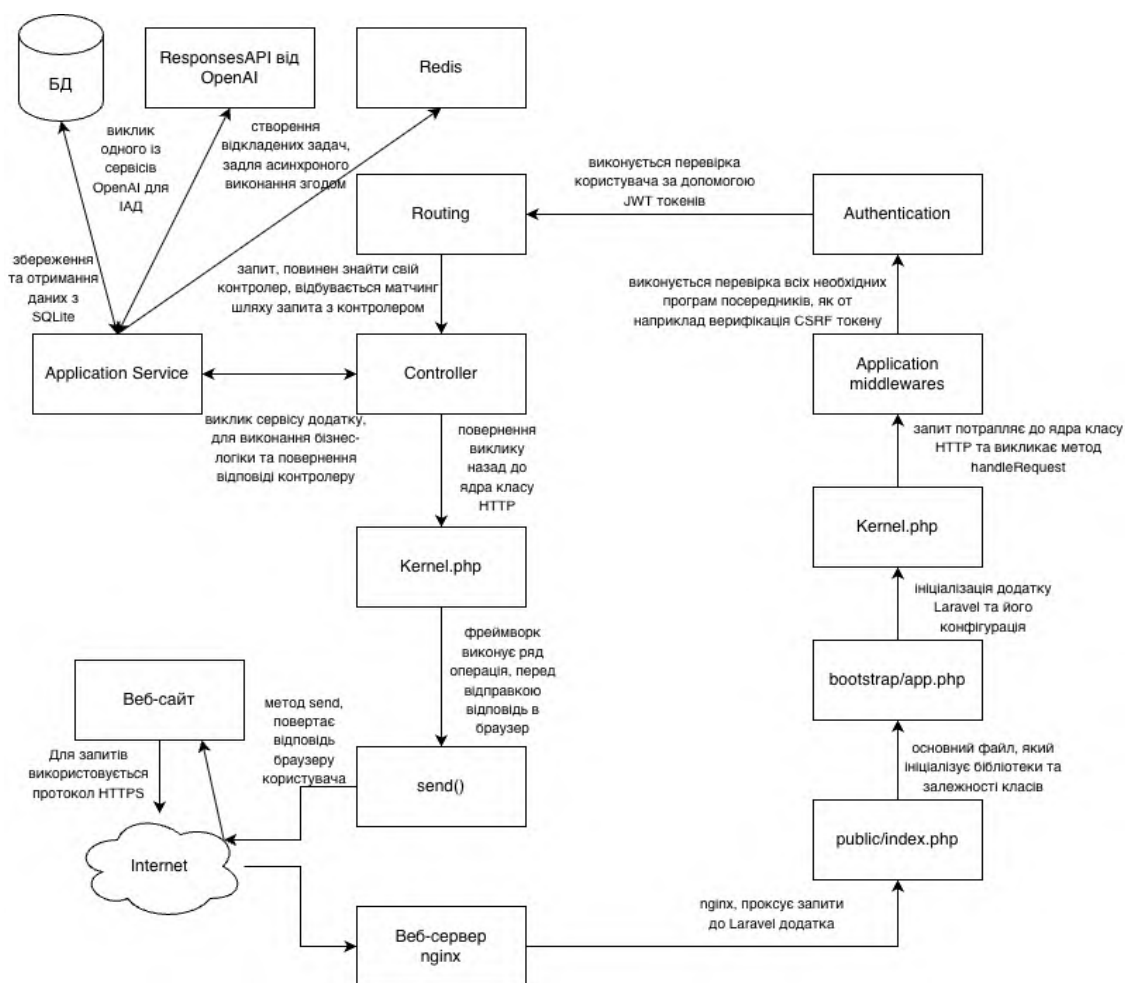 БД
ResponsesAPI від
OpenAI
Redis
виклик
одного із
сервісів
OpenAI для
ІАД
створення
відкладених задач,
задля асинхроного
виконання згодом
виконується перевірка
користувача за допомогою
JWT токенів
Routing
Authentication
збереження
та отримання
даних з
SQLite
запит, повинен знайти свій
контролер, відбувається матчинг
шляху запита з контролером
виконується перевірка всіх необхідних
програм посередників, як от
наприклад верифікація CSRF токену
Application Service
Controller
Application
middlewares
виклик сервісу додатку,
для виконання бізнес-
логіки та повернення
відповіді контролеру
повернення
виклику
назад до
ядра класу
HTTP
запит потрапляє до ядра класу
HTTP та викликає метод
handleRequest
Kernel.php
Kernel.php
ініціалізація додатку
Laravel та його
конфігурація
фреймворк
виконує ряд
операція, перед
відправкою
відповідь в
браузер
Веб-сайт
bootstrap/app.php
метод send,
повертає
відповідь
браузеру
користувача
Для запитів
використовується
протокол HTTPS
send()
основний файл, який
ініціалізує бібліотеки та
залежності класів
Internet
public/index.php
nginx, проксує запити
до Laravel додатка
Веб-сервер
nginx